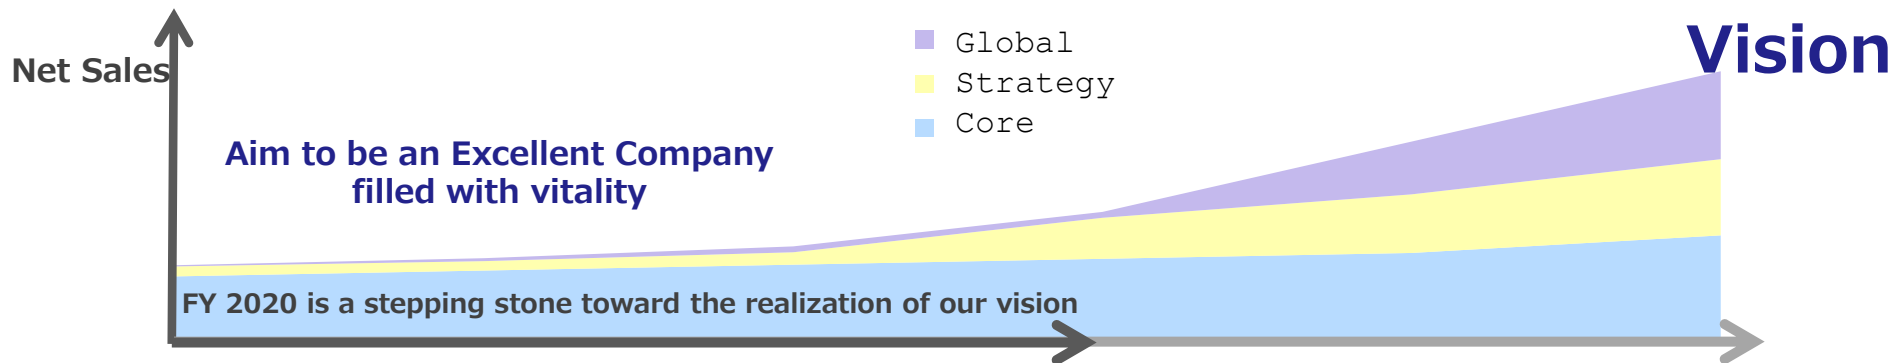 Net Sales
Global
Strategy
Core
Vision
Aim to be an Excellent Company
filled with vitality
FY 2020 is a stepping stone toward the realization of our vision